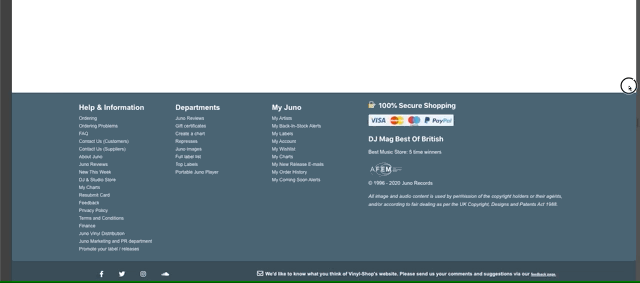 Help & Information
Ordering
Ordering Problems
FAQ
Contact Us (Customers)
Contact Us (Suppliers)
About Juno
Juno Reviews
New This Week
DJ & Studio Store
My Charts
Resubmit Card
Feedback
Privacy Policy
Terms and Conditions
Finance
Juno Vinyl Distribution
Juno Marketing and PR department
Promote your label / releases
Departments
Juno Reviews
Gift certificates
Create a chart
Represses
Juno images
Full label list
Top Labels
Portable Juno Player
My Juno
My Artists
My Back-In-Stock Alerts
My Labels
My Account
My Wishlist
My Charts
My New Release E-mails
My Order History
My Coming Soon Alerts
100% Secure Shopping
VISA PayPal
DJ Mag Best Of British
Best Music Store: 5 time winners
AFEM
© 1996 - 2020 Juno Records
All image and audio content is used by permission of the copyright holders or their agents,
and/or according to fair dealing as per the UK Copyright, Designs and Patents Act 1988.
We'd like to know what you think of Vinyl-Shop's website. Please send us your comments and suggestions via our feedback page.